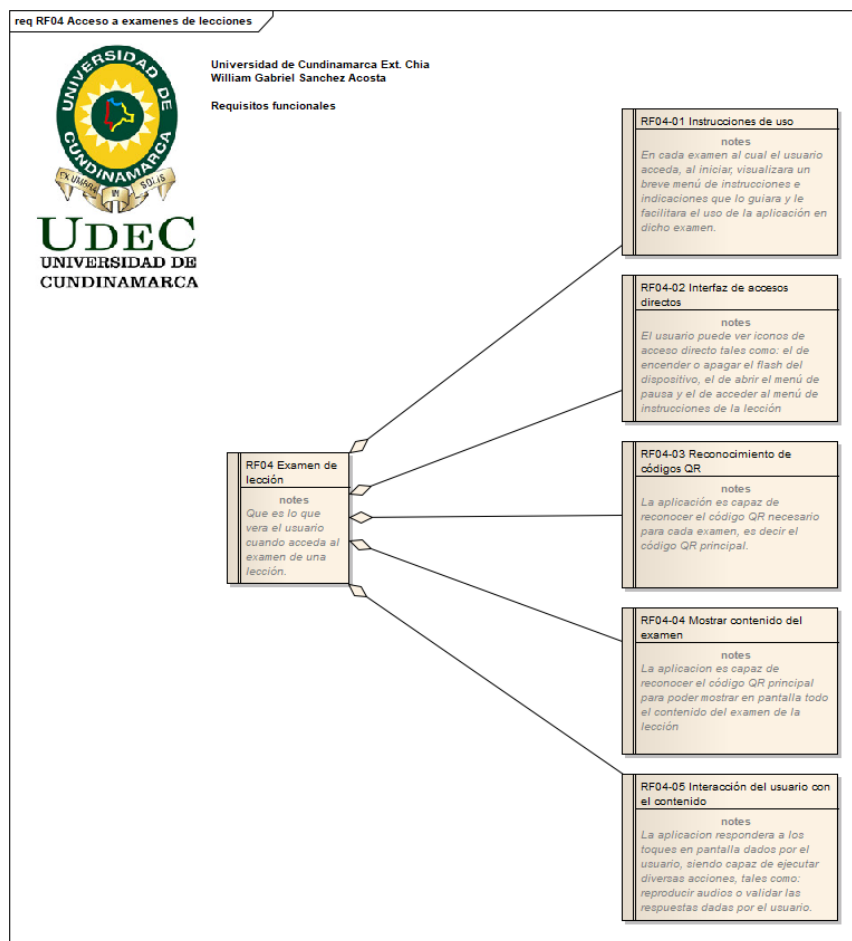 req RF04 Acceso a examenes de lecciones
UNIVERSIDAD DE
CUNDINAMARCA
EX UMBRA IN SOLIS
UDEC
UNIVERSIDAD DE
CUNDINAMARCA
Universidad de Cundinamarca Ext. Chia
William Gabriel Sanchez Acosta
Requisitos funcionales
RF04 Examen de
lección
notes
Que es lo que
vera el usuario
cuando acceda al
examen de una
lección.
RF04-01 Instrucciones de uso
notes
En cada examen al cual el usuario
acceda, al iniciar, visualizara un
breve menú de instrucciones e
indicaciones que lo guiara y le
facilitara el uso de la aplicación en
dicho examen.
RF04-02 Interfaz de accesos
directos
notes
El usuario puede ver iconos de
acceso directo tales como: el de
encender o apagar el flash del
dispositivo, el de abrir el menú de
pausa y el de acceder al menú de
instrucciones de la lección
RF04-03 Reconocimiento de
códigos QR
notes
La aplicación es capaz de
reconocer el código QR necesario
para cada examen, es decir el
código QR principal.
RF04-04 Mostrar contenido del
examen
notes
La aplicacion es capaz de
reconocer el código QR principal
para poder mostrar en pantalla todo
el contenido del examen de la
lección
RF04-05 Interacción del usuario con
el contenido
notes
La aplicacion respondera a los
toques en pantalla dados por el
usuario, siendo capaz de ejecutar
diversas acciones, tales como:
reproducir audios o validar las
respuestas dadas por el usuario.